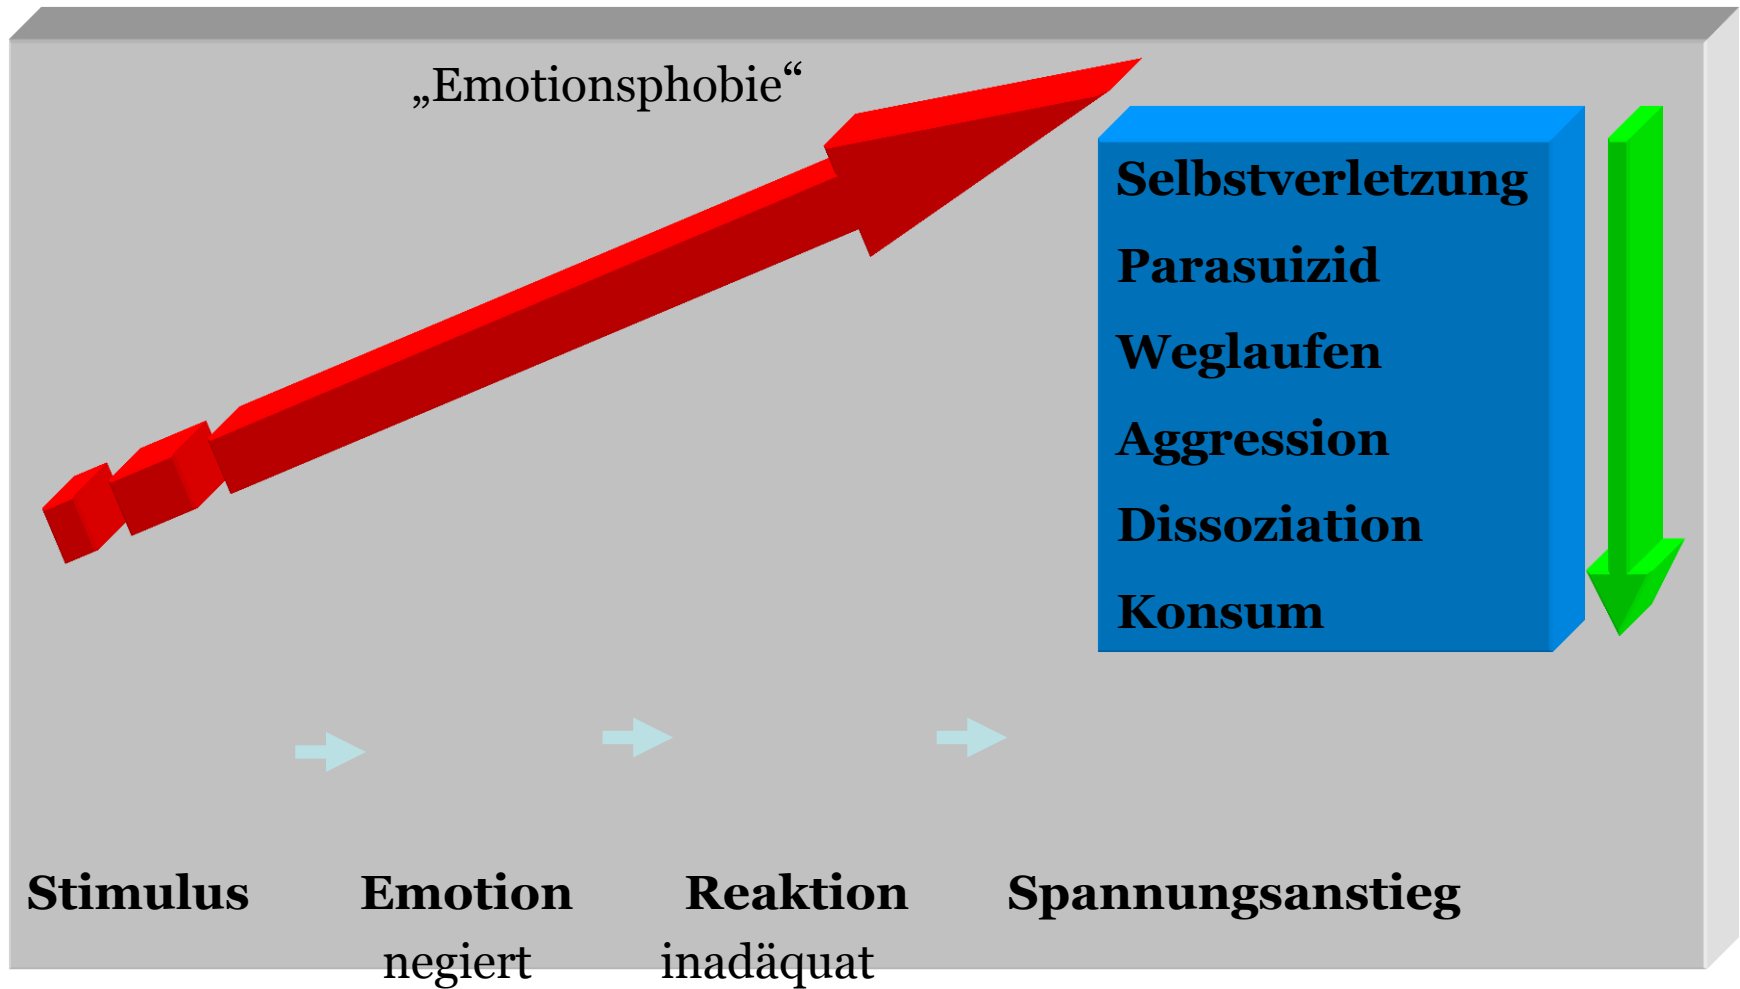 „Emotionsphobie“
Selbstverletzung
Parasuizid
Weglaufen
Aggression
Dissoziation
Konsum
Stimulus Emotion Reaktion Spannungsanstieg
negiert inadäquat